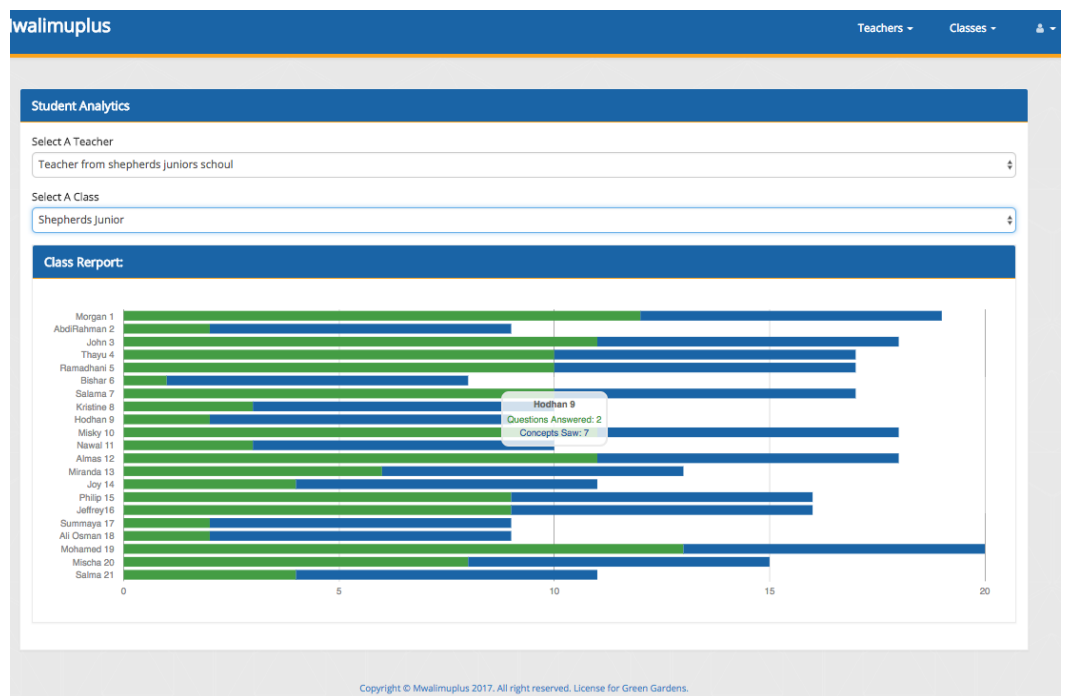 walimuplus
Teachers
Classes
Student Analytics
Select A Teacher
Teacher from shepherds juniors schoul
Select A Class
Shepherds Junior
Class Rerport:
Morgan 1
AbdiRahman 2
John 3
Thayu 4
Ramadhani 5
Bishar 6
Salama 7
Kristine 8
Hodhan 9
Misky 10
Nawal 11
Almas 12
Miranda 13
Joy 14
Philip 15
Jeffrey16
Summaya 17
Ali Osman 18
Mohamed 19
Mischa 20
Salma 21
Hodhan 9
Questions Answered: 2
Concepts Saw: 7
0 5 10 15 20
Copyright © Mwalimuplus 2017. All right reserved. License for Green Gardens.